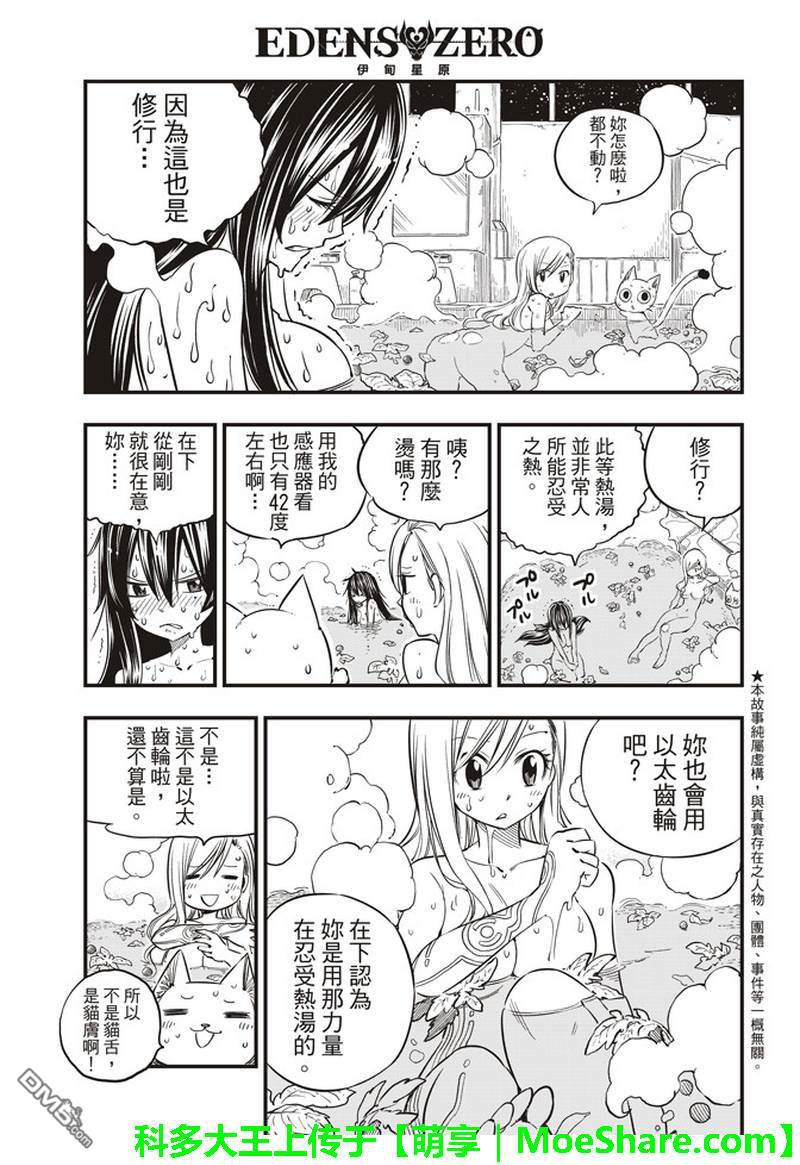 EDENS ZERO
伊甸星原
妳怎麼啦，
都不動？
因為這也是
修行…
修行？
此等熱湯，
並非常人
所能忍受
之熱。
プル
プル
咦？
有那麼
燙嗎？
用我的
感應器看
也只有42度
左右啊…
在下
從剛剛
就很在意，
妳……
妳也會用
以太齒輪
吧？
在下認為
妳是用那力量
在忍受熱湯的。
不是…
這不是以太
齒輪啦，
還不算是。
所以
不是貓舌，
是貓膚啊！
★本故事純屬虛構，與真實存在之人物、團體、事件等一概無關。
DM5.com
科多大王上传于【萌享】|MoeShare.com